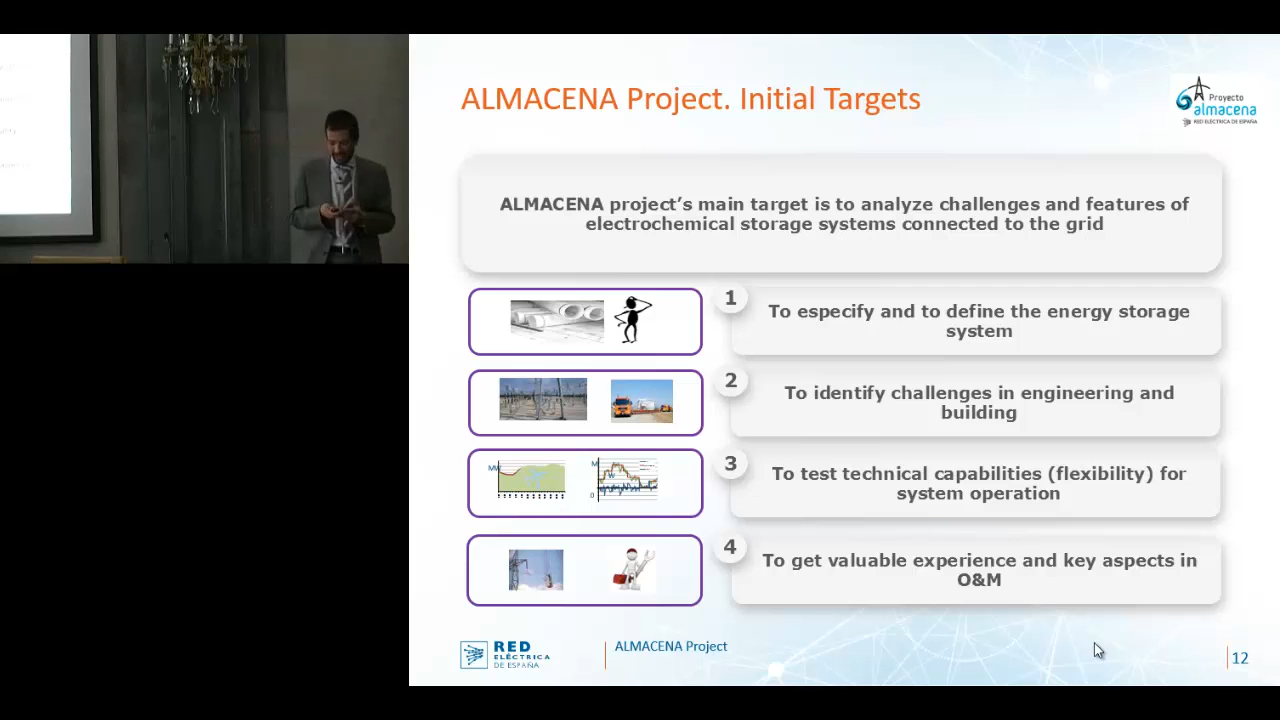 ALMACENA Project. Initial Targets
Proyecto
almacena
RED ELÉCTRICA DE ESPAÑA
ALMACENA project's main target is to analyze challenges and features of
electrochemical storage systems connected to the grid
1
To especify and to define the energy storage
system
2
To identify challenges in engineering and
building
MW
3
To test technical capabilities (flexibility) for
system operation
4
To get valuable experience and key aspects in
O&M
RED
ELÉCTRICA
DE ESPAÑA
ALMACENA Project
12